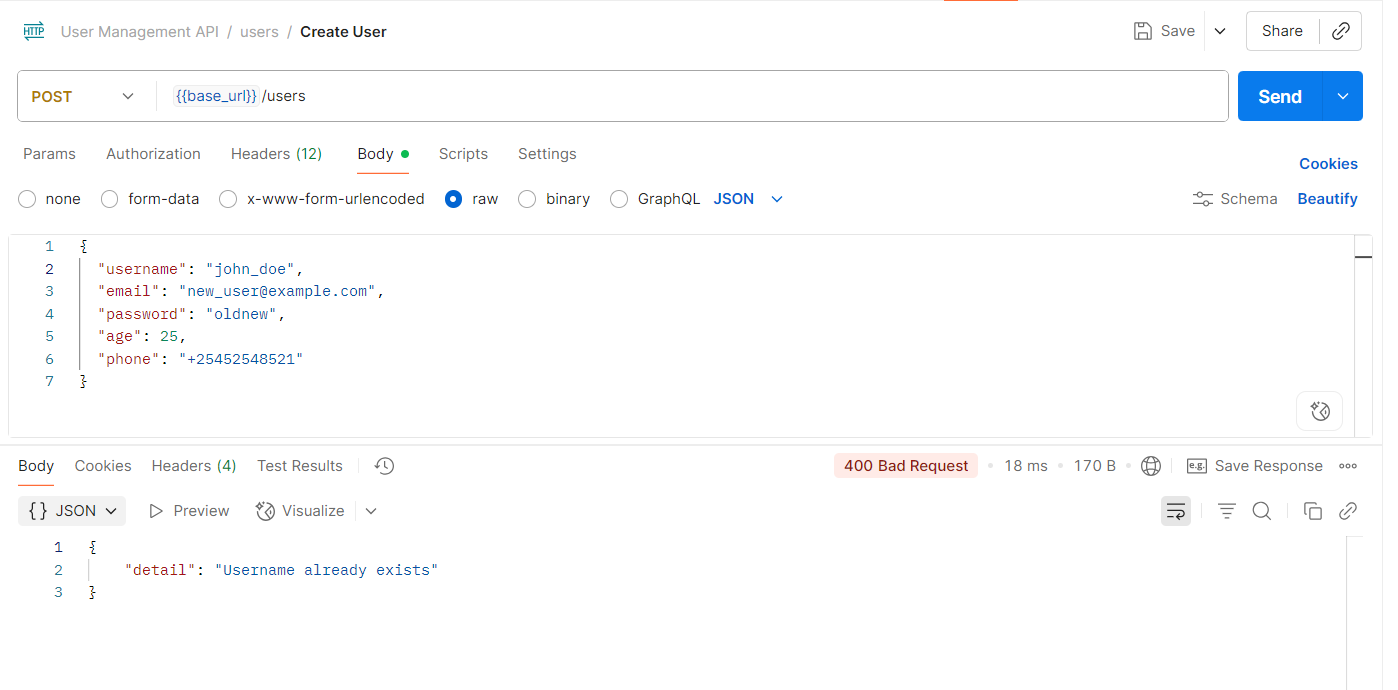 HTTP User Management API / users / Create User Save Share
POST {{base_url}} /users Send
Params Authorization Headers (12) Body Scripts Settings Cookies
none form-data x-www-form-urlencoded raw binary GraphQL JSON Schema Beautify
1 {
2 "username": "john_doe",
3 "email": "new_user@example.com",
4 "password": "oldnew",
5 "age": 25,
6 "phone": "+25452548521"
7 }
Body Cookies Headers (4) Test Results 400 Bad Request • 18 ms • 170 B • e.g. Save Response
{} JSON Preview Visualize
1 {
2 "detail": "Username already exists"
3 }